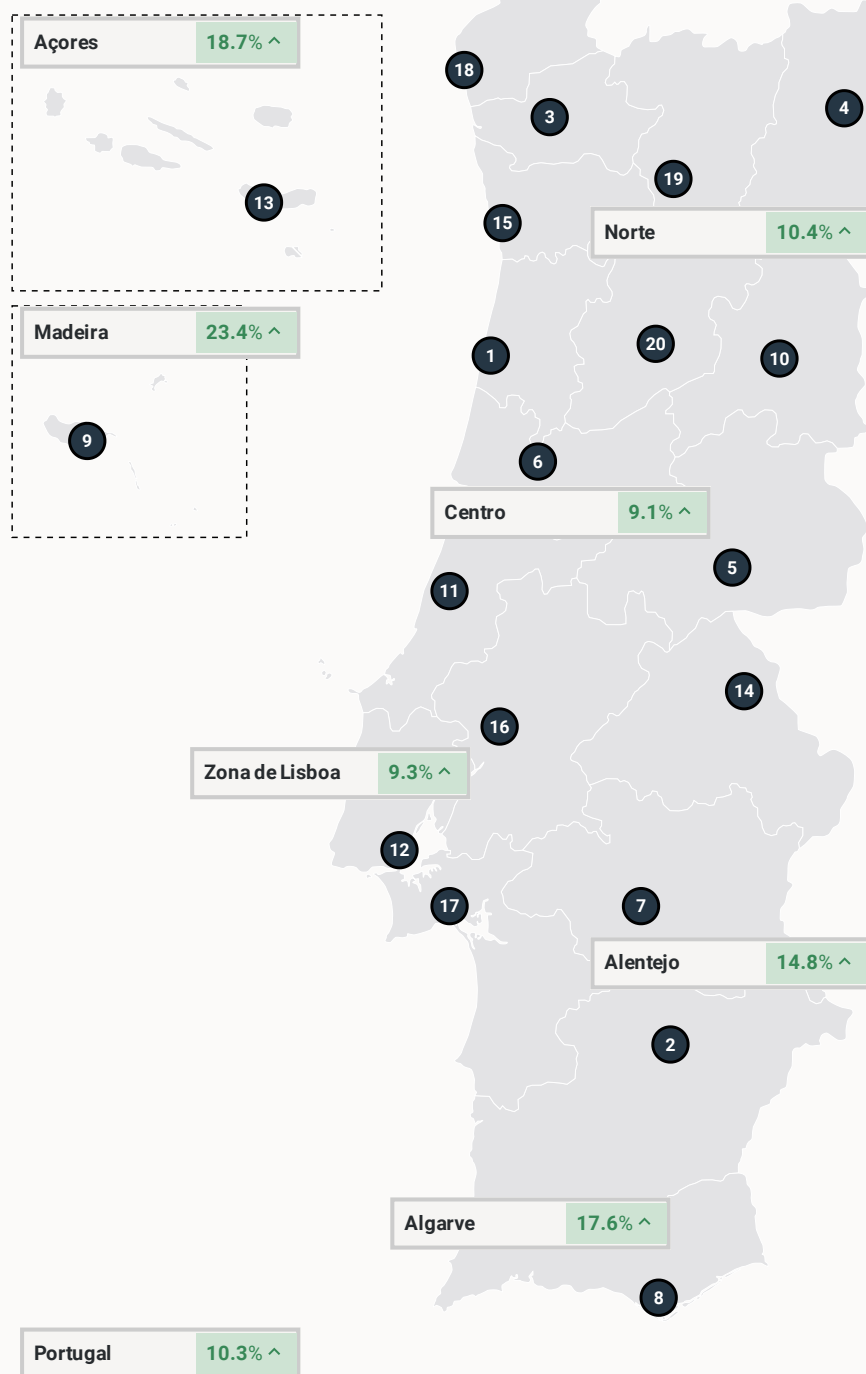 Açores 18.7%
18
3
4
13
19
15
Norte 10.4%
Madeira 23.4%
1
20
10
9
6
Centro 9.1%
5
11
14
16
Zona de Lisboa 9.3%
12
17
7
Alentejo 14.8%
2
Algarve 17.6%
8
Portugal 10.3%